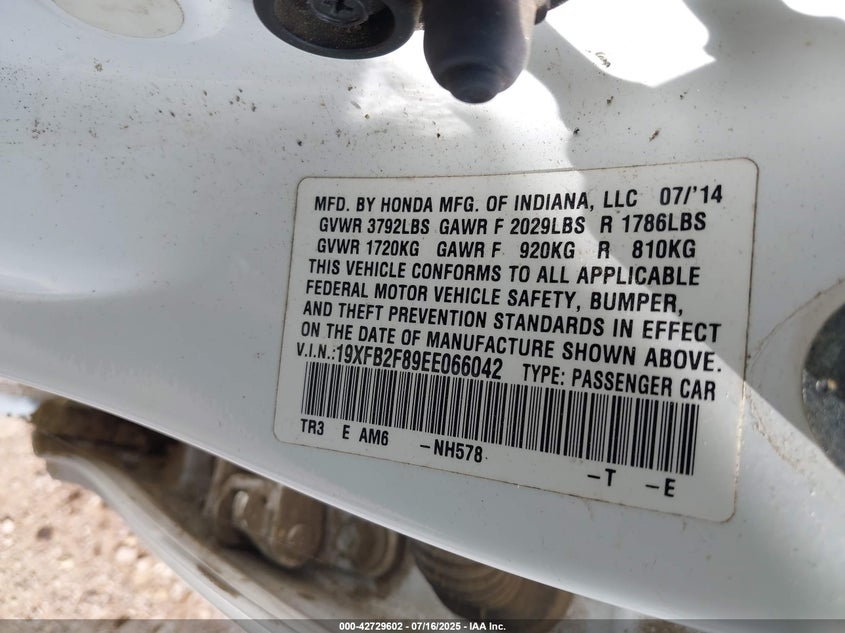 MFD. BY HONDA MFG. OF INDIANA, LLC 07/'14
GVWR 3792LBS GAWR F 2029LBS R 1786LBS
GVWR 1720KG GAWR F 920KG R 810KG
THIS VEHICLE CONFORMS TO ALL APPLICABLE
FEDERAL MOTOR VEHICLE SAFETY, BUMPER,
AND THEFT PREVENTION STANDARDS IN EFFECT
ON THE DATE OF MANUFACTURE SHOWN ABOVE.
V.I.N.:19XFB2F89EE066042 TYPE: PASSENGER CAR
TR3 E AM6 -NH578 -T -E
000-42729602 - 07/16/2025 - IAA Inc.